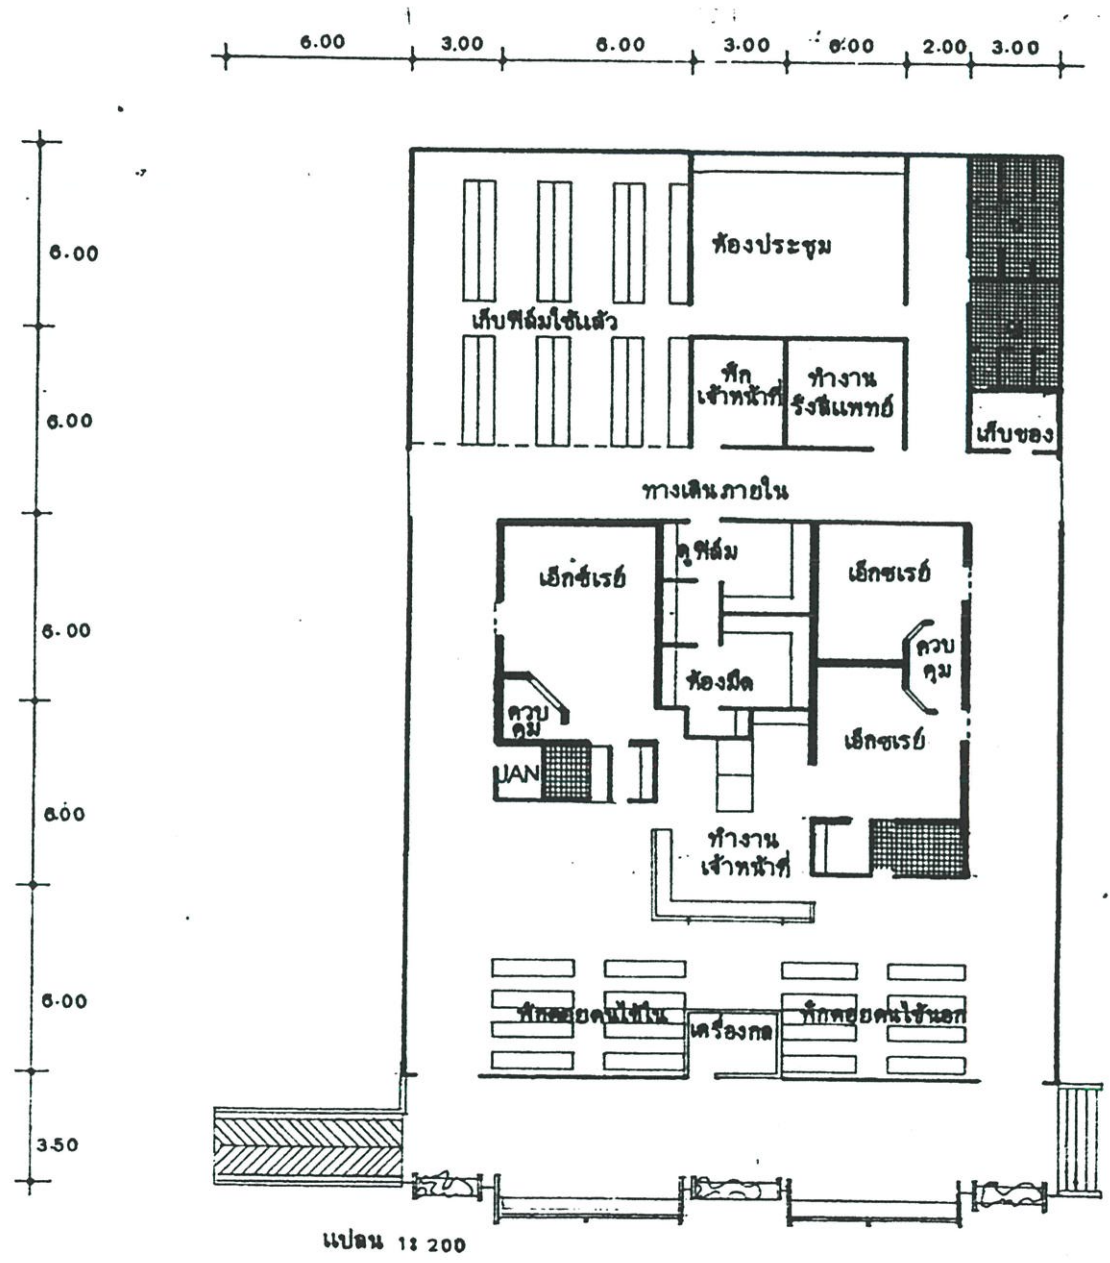 6.00 3.00 6.00 3.00 6.00 2.00 3.00
6.00
ห้องประชุม
เก็บฟิล์มใช้แล้ว
6.00
พัก
เจ้าหน้าที่
ทำงาน
รังสีแพทย์
เก็บของ
ทางเดินภายใน
6.00
เอ็กซ์เรย์
ดูฟิล์ม
เอ็กซเรย์
ควบ
คุม
ห้องมืด
ควบ
คุม
เอ็กซเรย์
JAN
6.00
ทำงาน
เจ้าหน้าที่
6.00
พักคอยคนไข้ใน
เครื่องกล
พักคอยคนไข้นอก
3.50
แปลน 1:200